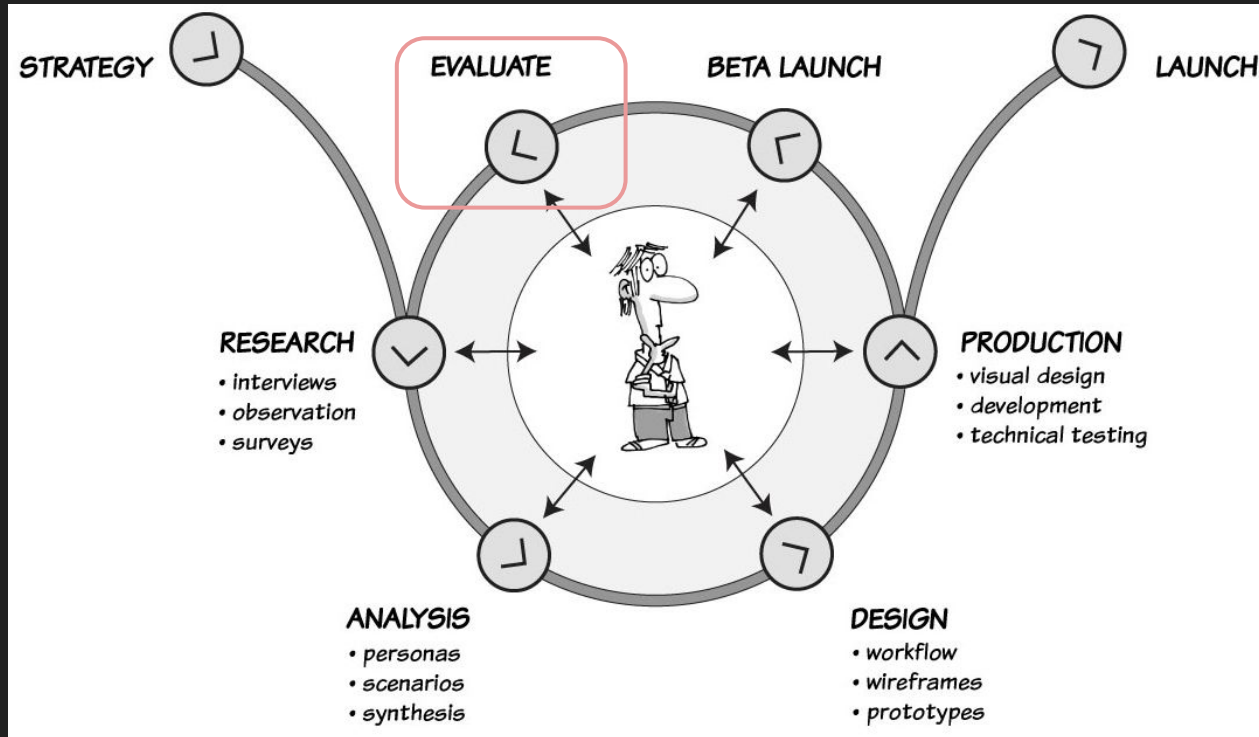 STRATEGY
EVALUATE
BETA LAUNCH
LAUNCH
RESEARCH
• interviews
• observation
• surveys
PRODUCTION
• visual design
• development
• technical testing
ANALYSIS
• personas
• scenarios
• synthesis
DESIGN
• workflow
• wireframes
• prototypes